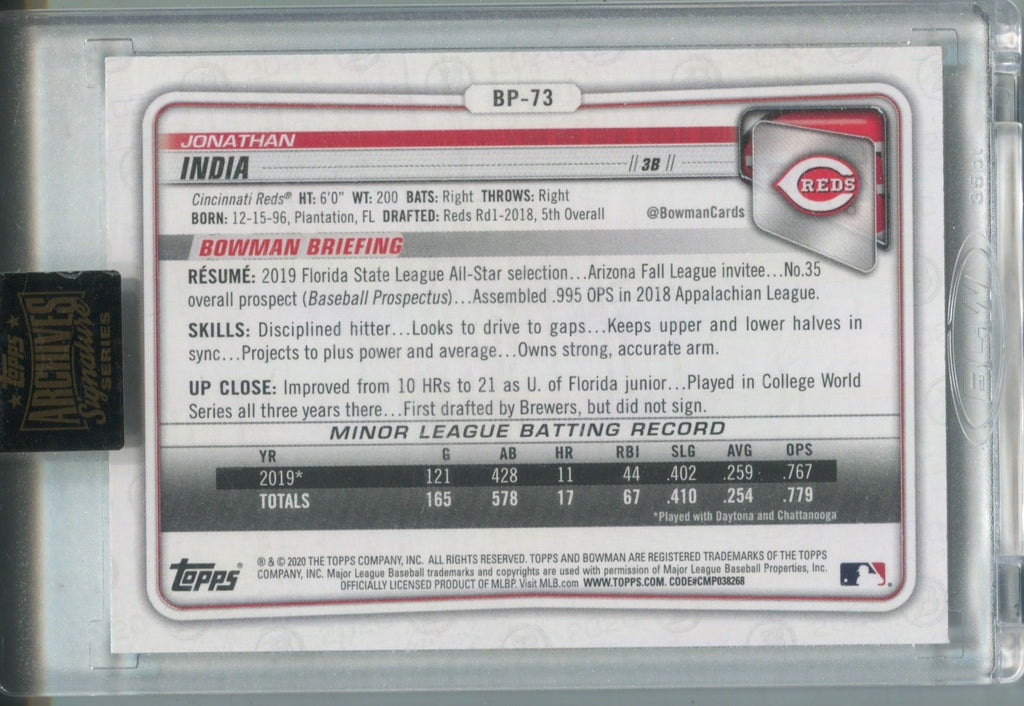 BP-73
JONATHAN
INDIA // 3B //
REDS
Cincinnati Reds® HT: 6'0" WT: 200 BATS: Right THROWS: Right
BORN: 12-15-96, Plantation, FL DRAFTED: Reds Rd1-2018, 5th Overall @BowmanCards
BOWMAN BRIEFING
RÉSUMÉ: 2019 Florida State League All-Star selection...Arizona Fall League invitee...No.35
overall prospect (Baseball Prospectus)...Assembled .995 OPS in 2018 Appalachian League.
SKILLS: Disciplined hitter...Looks to drive to gaps...Keeps upper and lower halves in
sync...Projects to plus power and average...Owns strong, accurate arm.
UP CLOSE: Improved from 10 HRs to 21 as U. of Florida junior...Played in College World
Series all three years there...First drafted by Brewers, but did not sign.
MINOR LEAGUE BATTING RECORD
YR G AB HR RBI SLG AVG OPS
2019* 121 428 11 44 .402 .259 .767
TOTALS 165 578 17 67 .410 .254 .779
*Played with Daytona and Chattanooga
Topps
® & © 2020 THE TOPPS COMPANY, INC. ALL RIGHTS RESERVED. TOPPS AND BOWMAN ARE REGISTERED TRADEMARKS OF THE TOPPS
COMPANY, INC. Major League Baseball trademarks and copyrights are used with permission of Major League Baseball Properties, Inc.
OFFICIALLY LICENSED PRODUCT OF MLBP. Visit MLB.com WWW.TOPPS.COM. CODE#CMP038268
Topps
ARCHIVES
Signature
SERIES